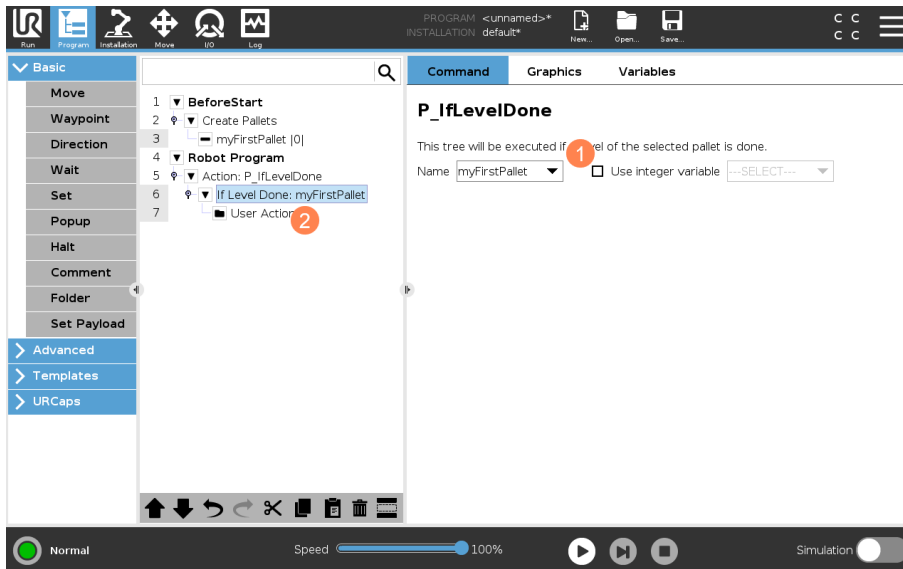 PROGRAM <unnamed>*
INSTALLATION default*
C C
C C
UR
Run
Program
Installation
Move
I/O
Log
New...
Open...
Save...
Basic
Move
Waypoint
Direction
Wait
Set
Popup
Halt
Comment
Folder
Set Payload
Advanced
Templates
URCaps
1 BeforeStart
2 Create Pallets
3 myFirstPallet |0|
4 Robot Program
5 Action: P_IfLevelDone
6 If Level Done: myFirstPallet
7 User Action
2
Command Graphics Variables
P_IfLevelDone
This tree will be executed if of the selected pallet is done.
1
Name myFirstPallet Use integer variable ---SELECT---
Normal
Speed 100%
Simulation